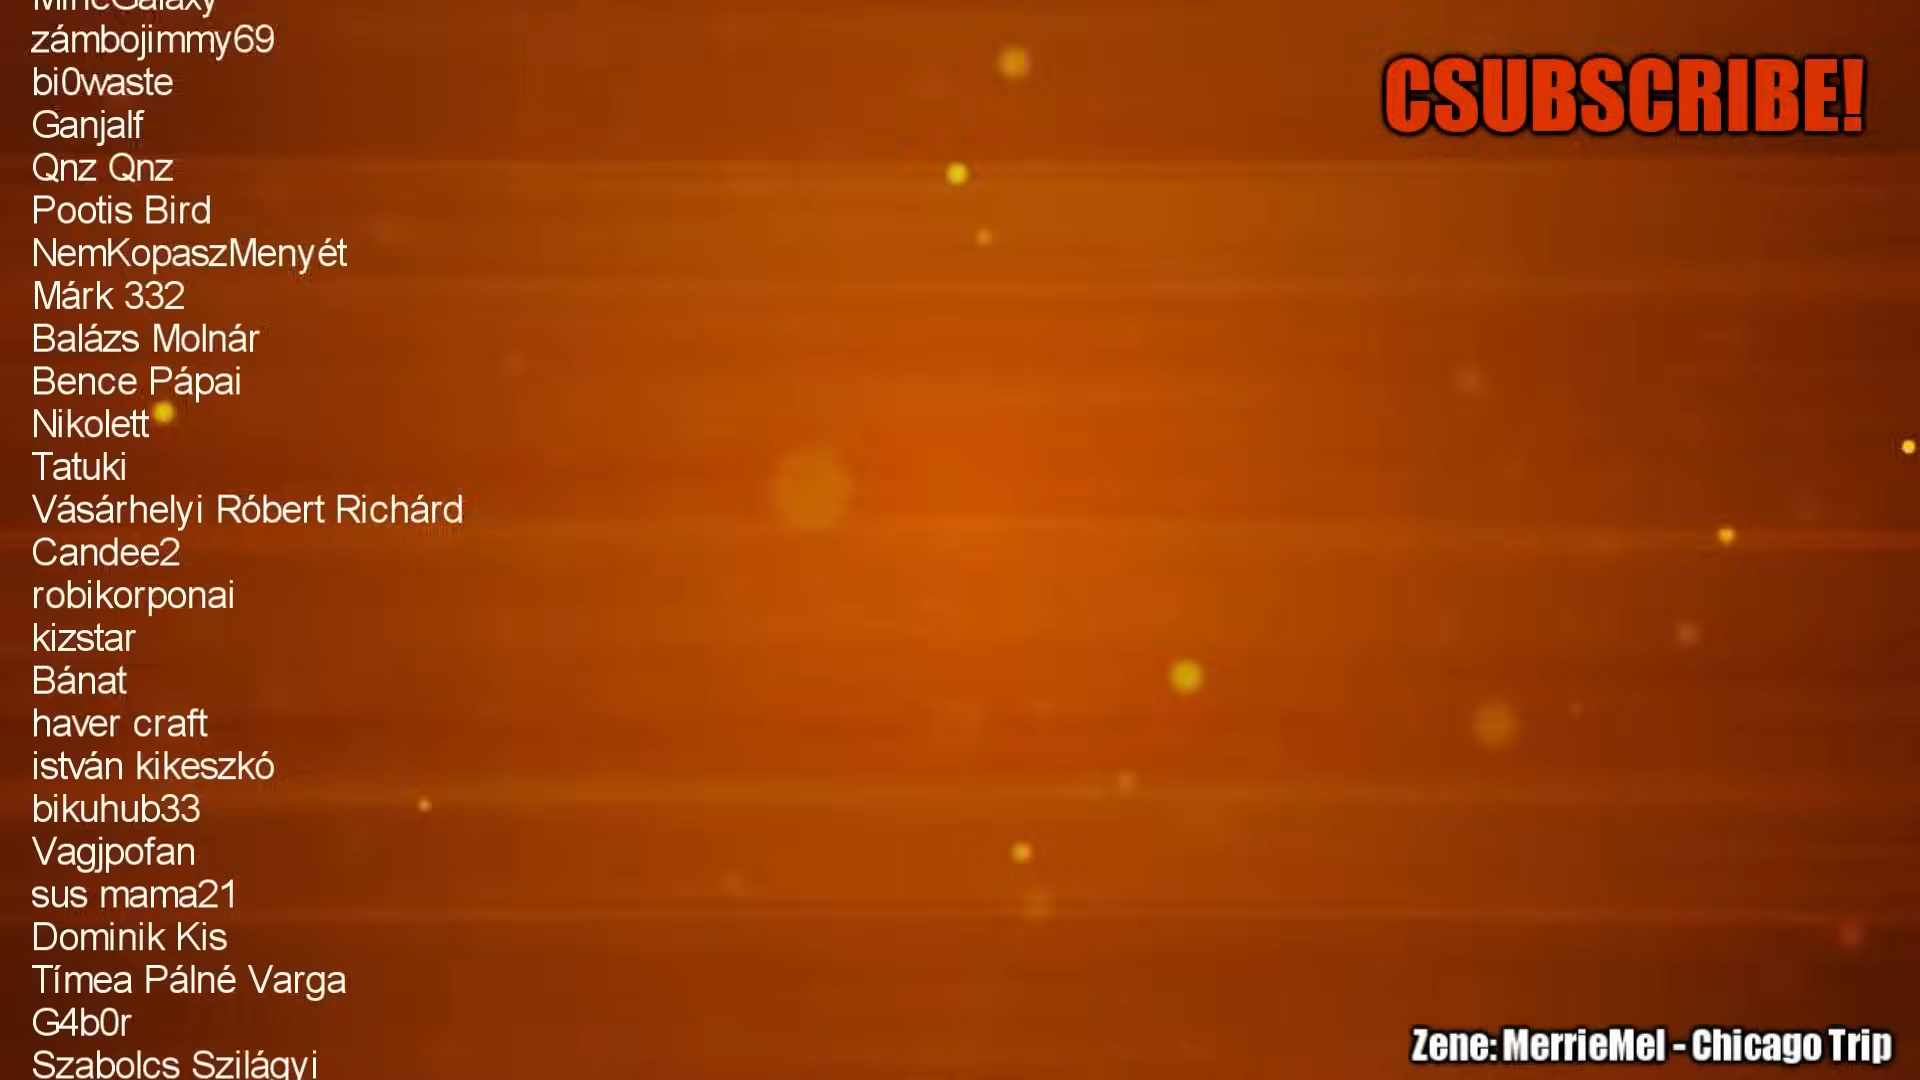 MineGalaxy
zámbojimmy69
bi0waste
Ganjalf
Qnz Qnz
Pootis Bird
NemKopaszMenyét
Márk 332
Balázs Molnár
Bence Pápai
Nikolett
Tatuki
Vásárhelyi Róbert Richárd
Candee2
robikorponai
kizstar
Bánat
haver craft
istván kikeszkó
bikuhub33
Vagjpofan
sus mama21
Dominik Kis
Tímea Pálné Varga
G4b0r
Szabolcs Szilágyi
CSUBSCRIBE!
Zene: MerrieMel - Chicago Trip